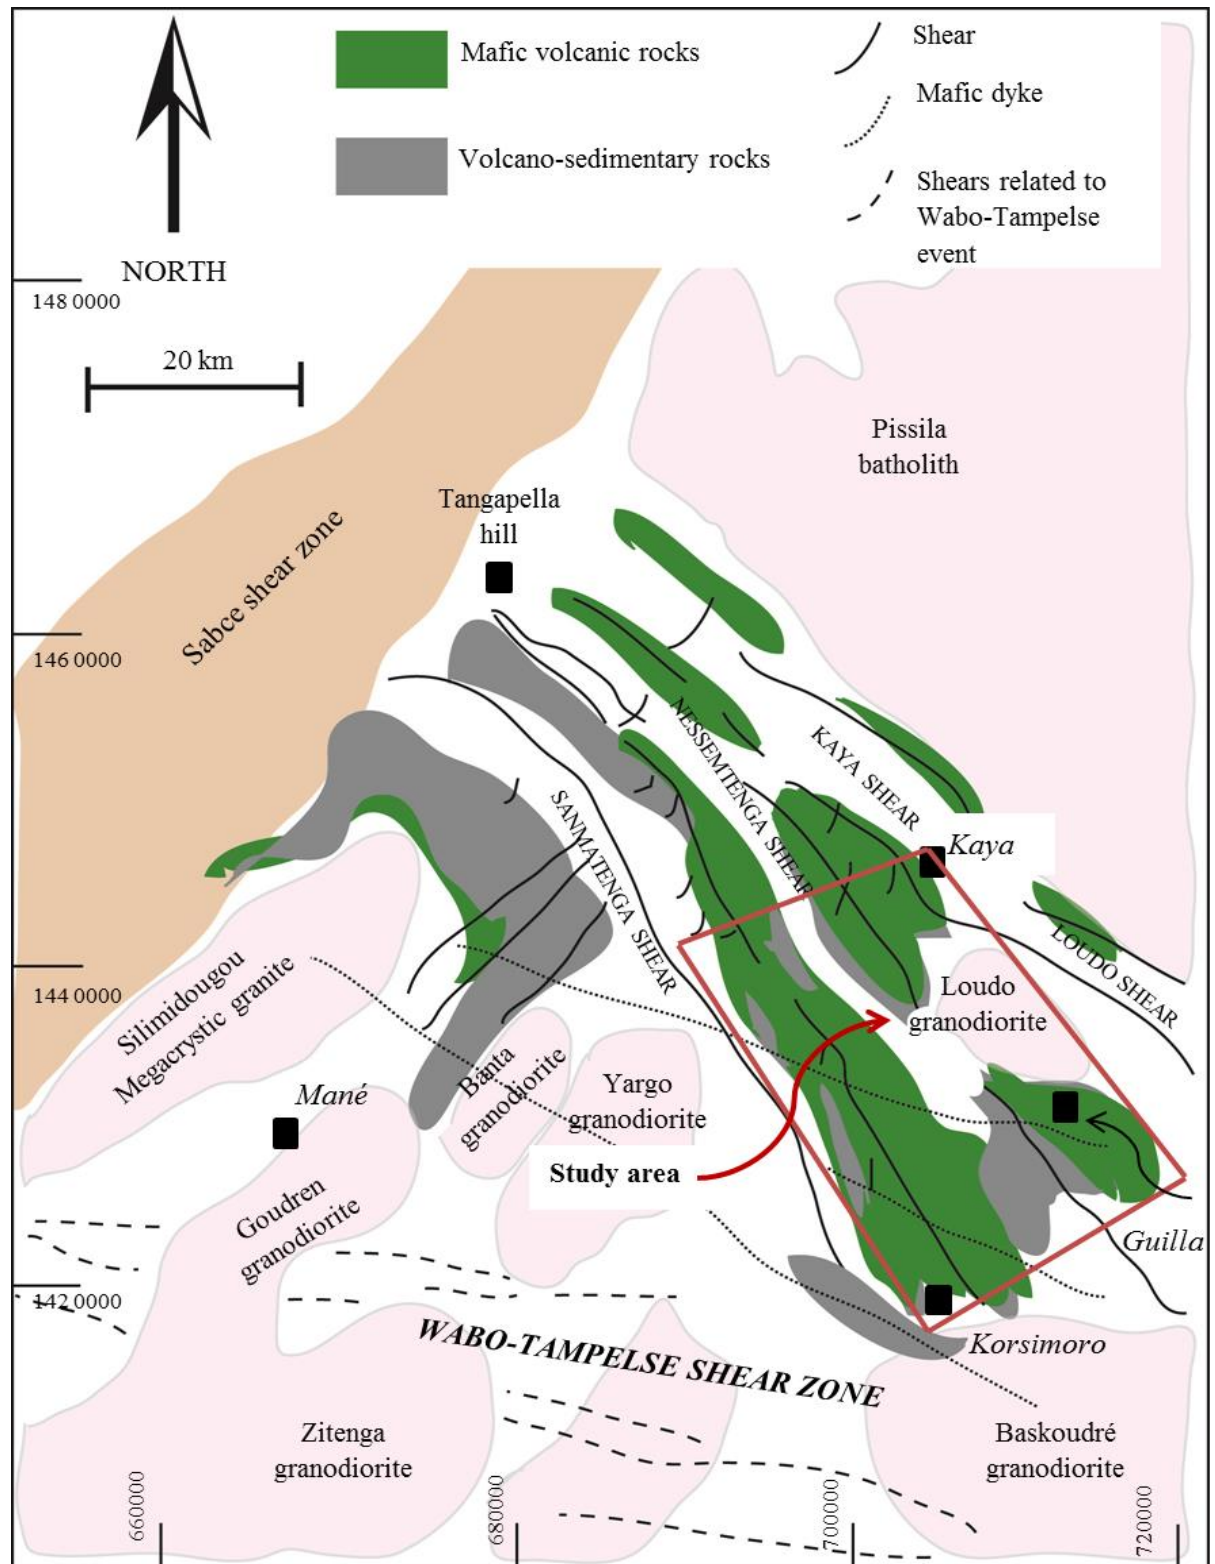 Mafic volcanic rocks
Volcano-sedimentary rocks
Shear
Mafic dyke
Shears related to
Wabo-Tampelse
event
NORTH
148 0000
20 km
Pissila
batholith
Tangapella
hill
Sabce shear zone
146 0000
NESSEMTENGA SHEAR
KAYA SHEAR
SANMATENGA SHEAR
Kaya
LOUDO SHEAR
144 0000
Silimidougou
Megacrystic granite
Loudo
granodiorite
Mané
Banta
granodiorite
Yargo
granodiorite
Study area
Goudren
granodiorite
Guilla
142 0000
WABO-TAMPELSE SHEAR ZONE
Korsimoro
Zitenga
granodiorite
Baskoudré
granodiorite
660000
680000
700000
720000